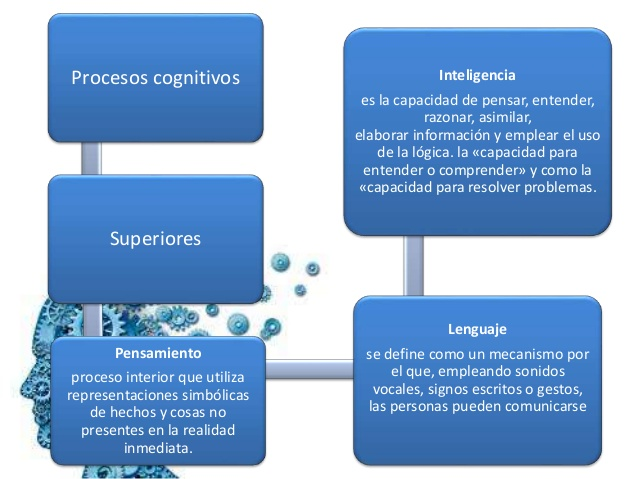 Procesos cognitivos
Superiores
Pensamiento
proceso interior que utiliza
representaciones simbólicas
de hechos y cosas no
presentes en la realidad
inmediata.
Lenguaje
se define como un mecanismo por
el que, empleando sonidos
vocales, signos escritos o gestos,
las personas pueden comunicarse
Inteligencia
es la capacidad de pensar, entender,
razonar, asimilar,
elaborar información y emplear el uso
de la lógica. la «capacidad para
entender o comprender» y como la
«capacidad para resolver problemas.